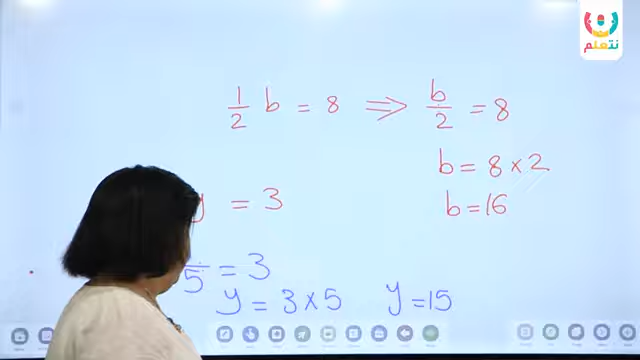 نتعلم
1/2 b = 8 ⇒ b/2 = 8
b = 8 × 2
y = 3
b = 16
5 = 3
y = 3 × 5 y = 15